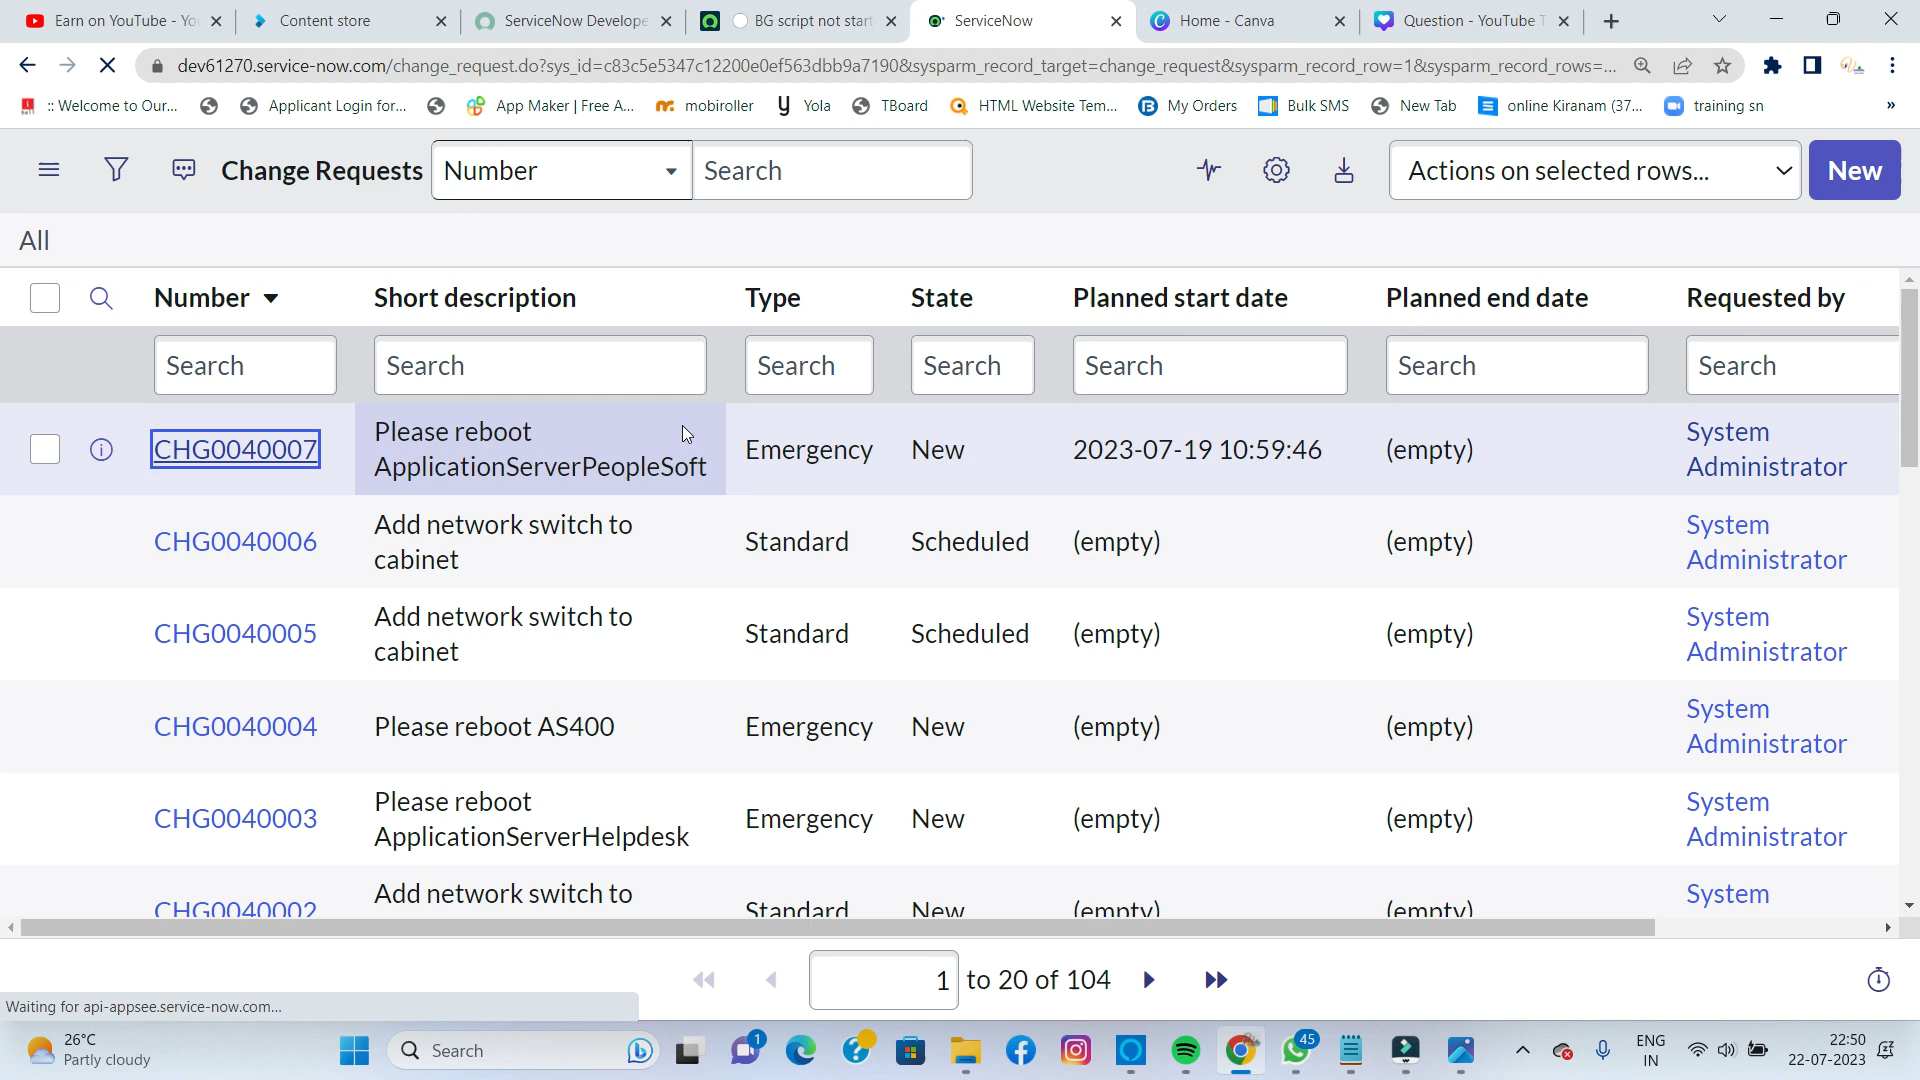 Earn on YouTube - Yo
Content store
ServiceNow Develope
BG script not start
ServiceNow
Home - Canva
Question - YouTube T
dev61270.service-now.com/change_request.do?sys_id=c83c5e5347c12200e0ef563dbb9a7190&sysparm_record_target=change_request&sysparm_record_row=1&sysparm_record_rows=...
:: Welcome to Our...
Applicant Login for...
App Maker | Free A...
mobiroller
Yola
TBoard
HTML Website Tem...
My Orders
Bulk SMS
New Tab
online Kiranam (37...
training sn
»
Change Requests
Number
Search
Actions on selected rows...
New
All
Number Short description Type State Planned start date Planned end date Requested by
Search Search Search Search Search Search Search
CHG0040007 Please reboot ApplicationServerPeopleSoft Emergency New 2023-07-19 10:59:46 (empty) System Administrator
CHG0040006 Add network switch to cabinet Standard Scheduled (empty) (empty) System Administrator
CHG0040005 Add network switch to cabinet Standard Scheduled (empty) (empty) System Administrator
CHG0040004 Please reboot AS400 Emergency New (empty) (empty) System Administrator
CHG0040003 Please reboot ApplicationServerHelpdesk Emergency New (empty) (empty) System Administrator
CHG0040002 Add network switch to Standard New (empty) (empty) System
1 to 20 of 104
Waiting for api-appsee.service-now.com...
26°C
Partly cloudy
Search
1
45
ENG
IN
22:50
22-07-2023